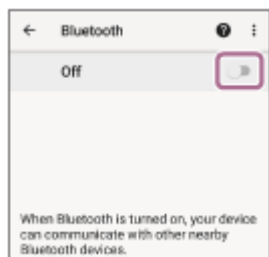 Bluetooth
Off
When Bluetooth is turned on, your device
can communicate with other nearby
Bluetooth devices.